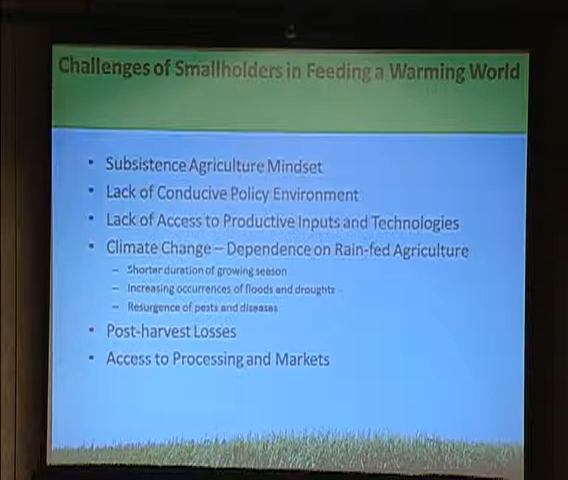 Challenges of Smallholders in Feeding a Warming World
• Subsistence Agriculture Mindset
• Lack of Conducive Policy Environment
• Lack of Access to Productive Inputs and Technologies
• Climate Change – Dependence on Rain-fed Agriculture
– Shorter duration of growing season
– Increasing occurrences of floods and droughts
– Resurgence of pests and diseases
• Post-harvest Losses
• Access to Processing and Markets